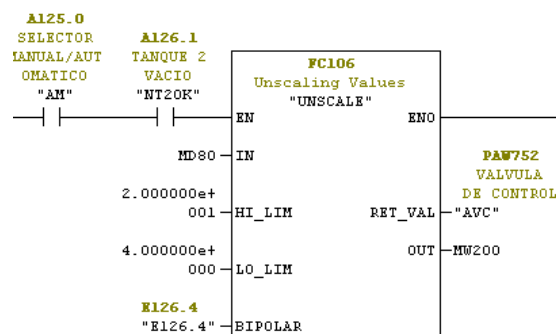 A125.0
SELECTOR
MANUAL/AUT
OMATICO
"AM"
A126.1
TANQUE 2
VACIO
"NT20K"
FC106
Unscaling Values
"UNSCALE"
EN
ENO
MD80
IN
2.000000e+
001
HI_LIM
4.000000e+
000
LO_LIM
E126.4
"E126.4"
BIPOLAR
PAW752
VALVULA
DE CONTROL
RET_VAL
"AVC"
OUT
MW200